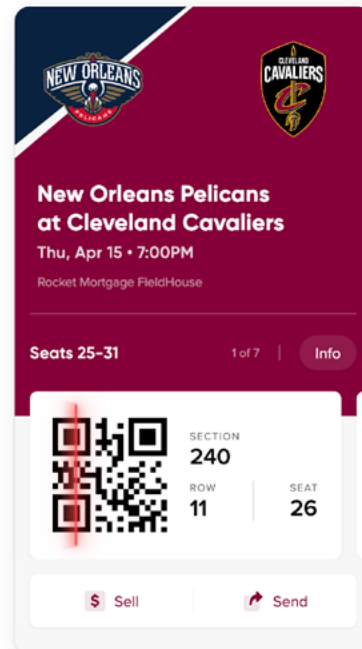 NEW ORLEANS
PELICANS
CLEVELAND
CAVALIERS
New Orleans Pelicans
at Cleveland Cavaliers
Thu, Apr 15 • 7:00PM
Rocket Mortgage FieldHouse
Seats 25-31
1 of 7 | Info
SECTION
240
ROW
11
SEAT
26
$ Sell
Send